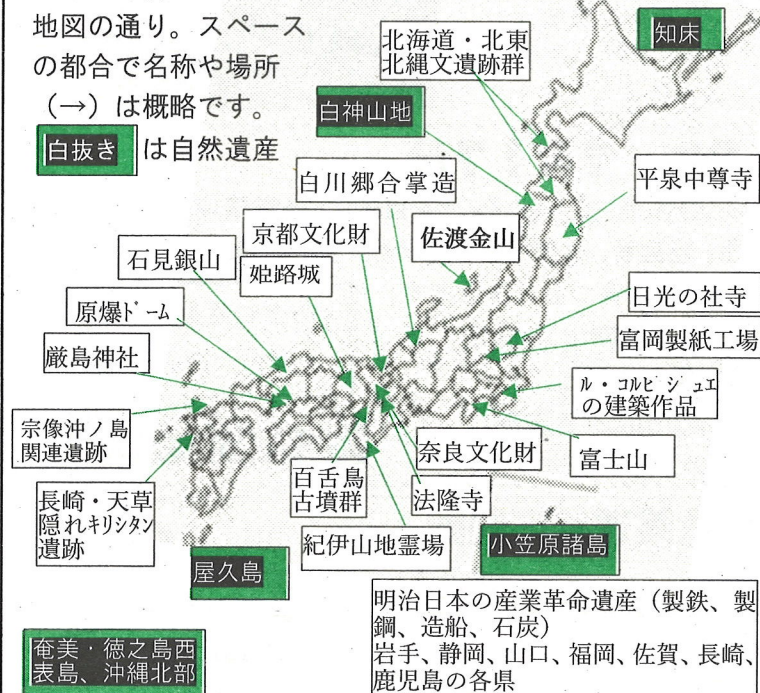 地図の通り。スペース
の都合で名称や場所
（→）は概略です。
白抜き は自然遺産
知床
北海道・北東
北縄文遺跡群
白神山地
白川郷合掌造
平泉中尊寺
京都文化財
佐渡金山
石見銀山
姫路城
原爆ドーム
日光の社寺
富岡製紙工場
厳島神社
ル・コルビジュエ
の建築作品
宗像沖ノ島
関連遺跡
奈良文化財
富士山
百舌鳥
古墳群
法隆寺
長崎・天草
隠れキリシタン
遺跡
紀伊山地霊場
小笠原諸島
屋久島
明治日本の産業革命遺産（製鉄、製
鋼、造船、石炭）
岩手、静岡、山口、福岡、佐賀、長崎、
鹿児島の各県
奄美・徳之島西
表島、沖縄北部